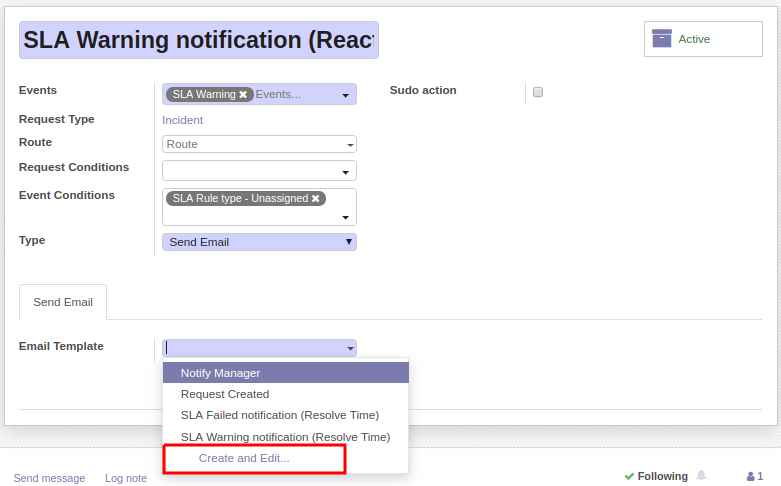 SLA Warning notification (Reac
Active
Events
SLA Warning Events...
Sudo action
Request Type
Incident
Route
Route
Request Conditions
Event Conditions
SLA Rule type - Unassigned
Type
Send Email
Send Email
Email Template
Notify Manager
Request Created
SLA Failed notification (Resolve Time)
SLA Warning notification (Resolve Time)
Create and Edit...
Send message
Log note
Following
1